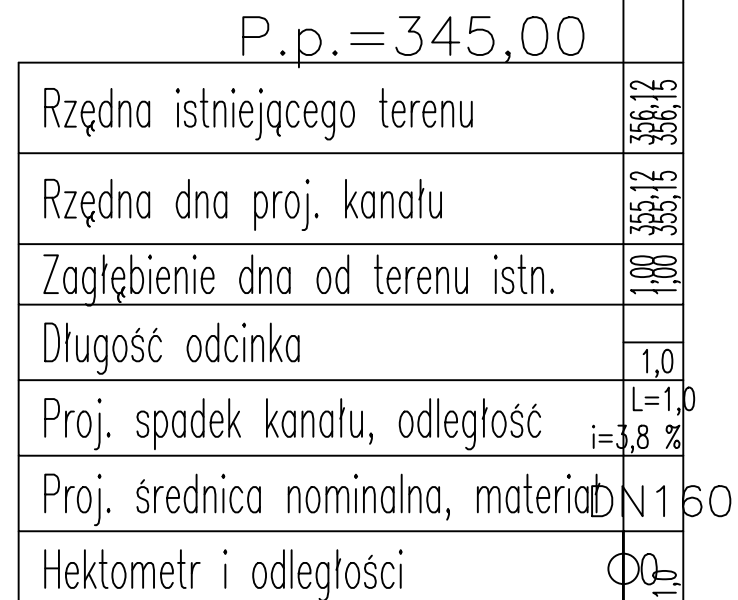 P.p.=345,00
Rzędna istniejącego terenu 356,12 356,15
Rzędna dna proj. kanału 355,12 355,15
Zagłębienie dna od terenu istn. 1,00 1,00
Długość odcinka 1,0
Proj. spadek kanału, odległość L=1,0
i=3,8 %
Proj. średnica nominalna, materiał DN160
Hektometr i odległości 0 1,0